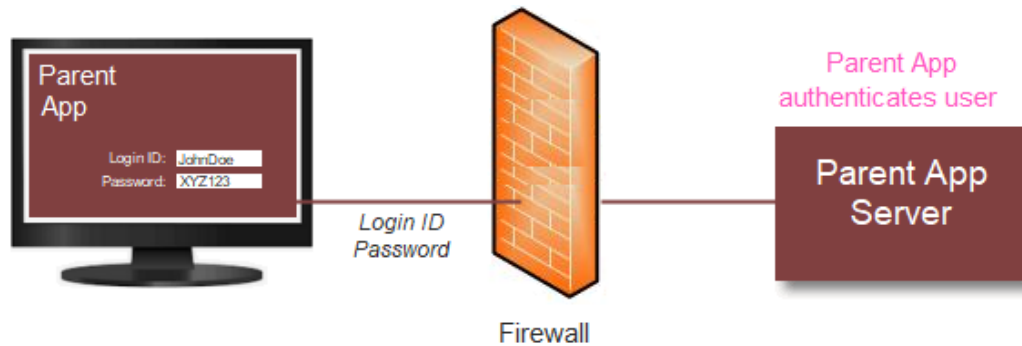 Parent
App
Login ID: JohnDoe
Password: XYZ123
Login ID
Password
Firewall
Parent App
authenticates user
Parent App
Server